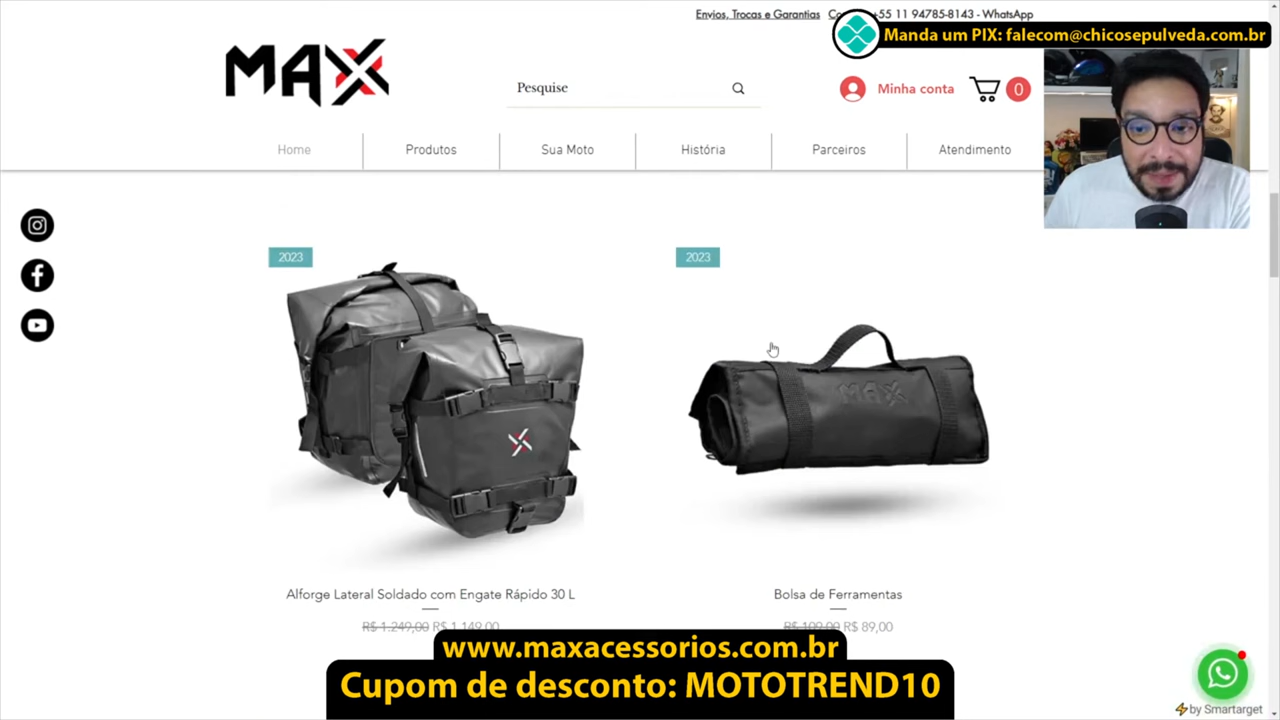 Envios, Trocas e Garantias
+55 11 94785-8143 - WhatsApp
Manda um PIX: falecom@chicosepulveda.com.br
MAX
Pesquise
Minha conta
0
Home
Produtos
Sua Moto
História
Parceiros
Atendimento
2023
2023
MAX
Alforge Lateral Soldado com Engate Rápido 30 L
Bolsa de Ferramentas
R$ 1.249,00 R$ 1.149,00
R$ 109,00 R$ 89,00
www.maxacessorios.com.br
Cupom de desconto: MOTOTREND10
by Smartarget